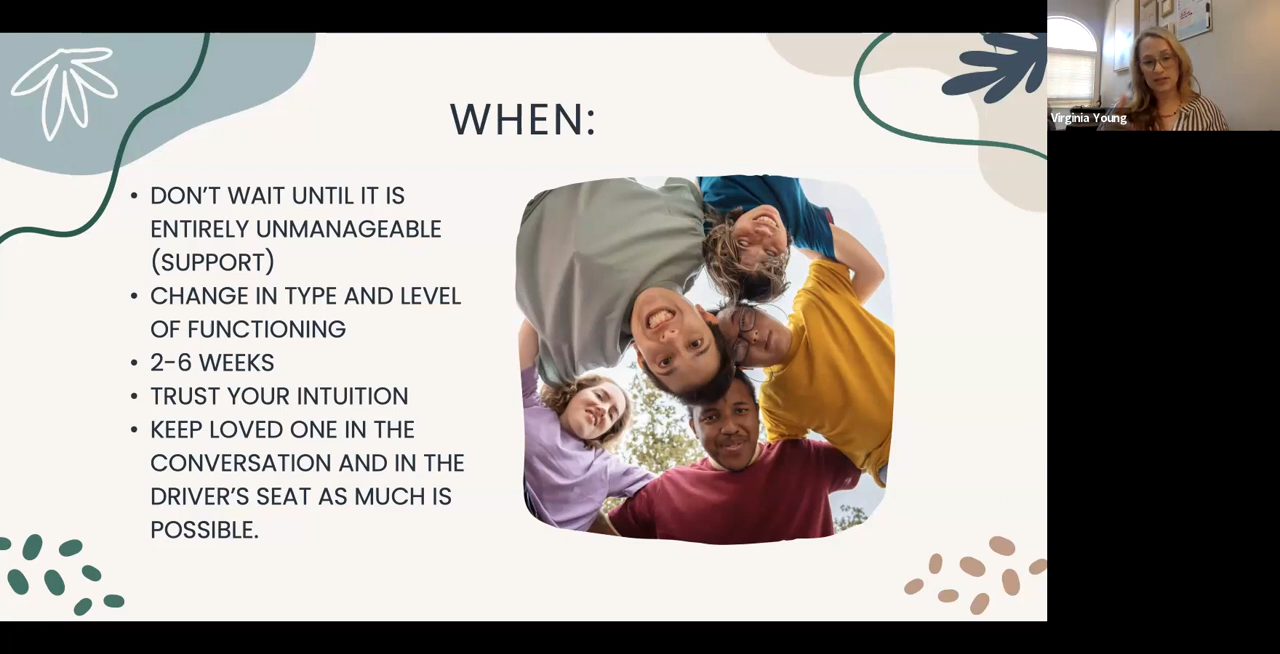 WHEN:
• DON'T WAIT UNTIL IT IS
ENTIRELY UNMANAGEABLE
(SUPPORT)
• CHANGE IN TYPE AND LEVEL
OF FUNCTIONING
• 2-6 WEEKS
• TRUST YOUR INTUITION
• KEEP LOVED ONE IN THE
CONVERSATION AND IN THE
DRIVER'S SEAT AS MUCH IS
POSSIBLE.
Virginia Young